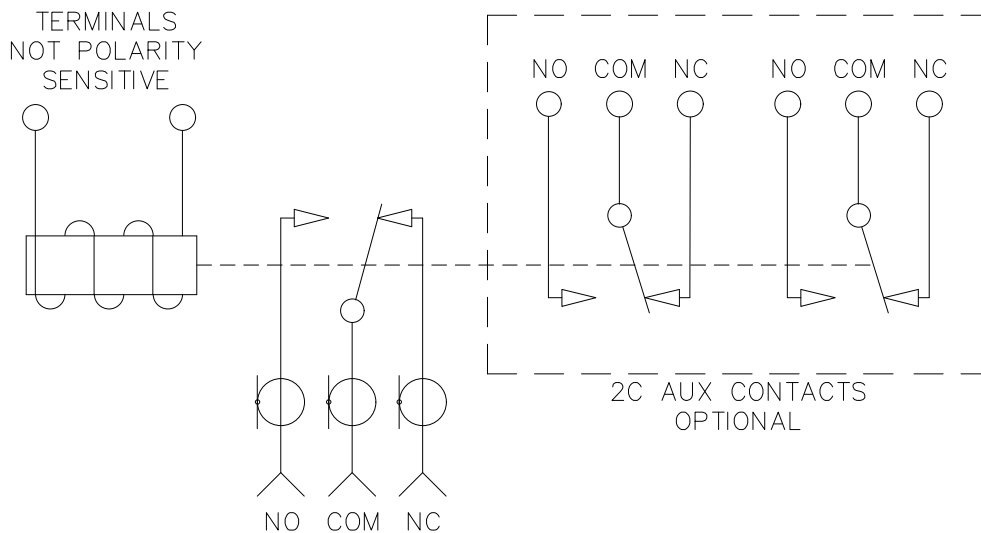 TERMINALS
NOT POLARITY
SENSITIVE
NO COM NC NO COM NC
2C AUX CONTACTS
OPTIONAL
NO COM NC